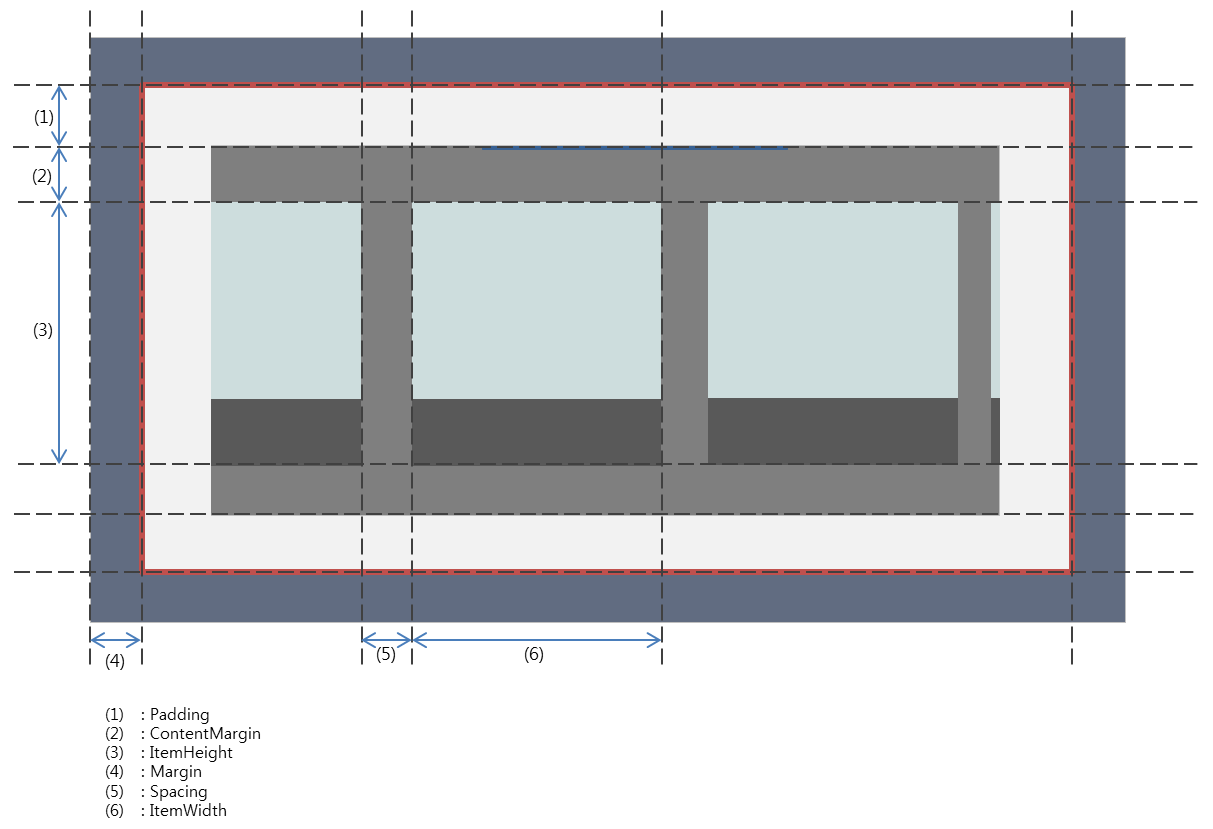 (1)
(2)
(3)
(4)
(5)
(6)
(1) : Padding
(2) : ContentMargin
(3) : ItemHeight
(4) : Margin
(5) : Spacing
(6) : ItemWidth